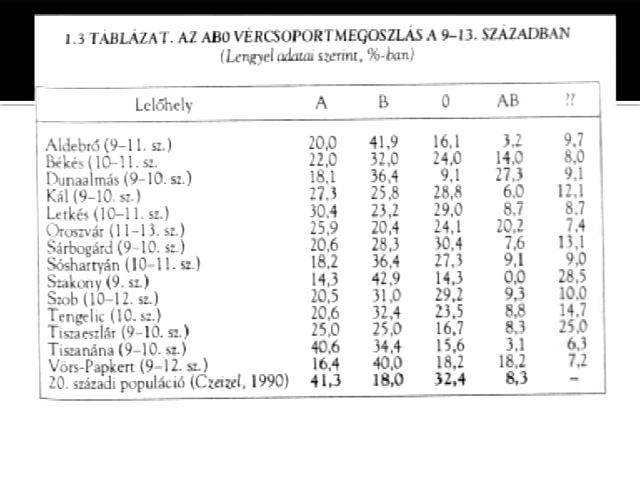 1.3 TÁBLÁZAT. AZ AB0 VÉRCSOPORTMEGOSZLÁS A 9–13. SZÁZADBAN
(Lengyel adatai szerint, %-ban)
Lelőhely A B 0 AB ??
Aldebrő (9–11. sz.) 20,0 41,9 16,1 3,2 9,7
Békés (10–11. sz. 22,0 32,0 24,0 14,0 8,0
Dunaalmás (9–10. sz.) 18,1 36,4 9,1 27,3 9,1
Kál (9–10. sz.) 27,3 25,8 28,8 6,0 12,1
Letkés (10–11. sz.) 30,4 23,2 29,0 8,7 8,7
Oroszvár (11–13. sz.) 25,9 20,4 24,1 20,2 7,4
Sárbogárd (9–10. sz.) 20,6 28,3 30,4 7,6 13,1
Sóshartyán (10–11. sz.) 18,2 36,4 27,3 9,1 9,0
Szakony (9. sz.) 14,3 42,9 14,3 0,0 28,5
Szob (10–12. sz.) 20,5 31,0 29,2 9,3 10,0
Tengelic (10. sz.) 20,6 32,4 23,5 8,8 14,7
Tiszaeszlár (9–10. sz.) 25,0 25,0 16,7 8,3 25,0
Tiszanána (9–10. sz.) 40,6 34,4 15,6 3,1 6,3
Vörs-Papkert (9–12. sz.) 16,4 40,0 18,2 18,2 7,2
20. századi populáció (Czeizel, 1990) 41,3 18,0 32,4 8,3 –